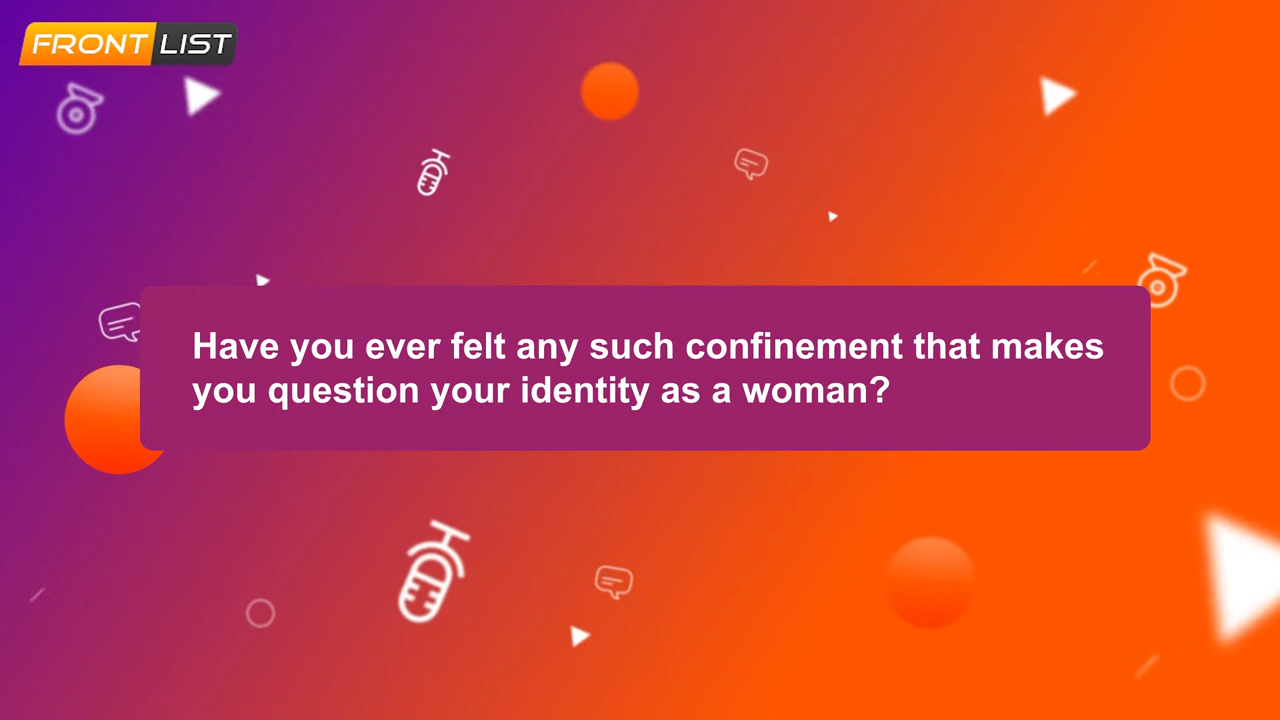 FRONT LIST
Have you ever felt any such confinement that makes
you question your identity as a woman?